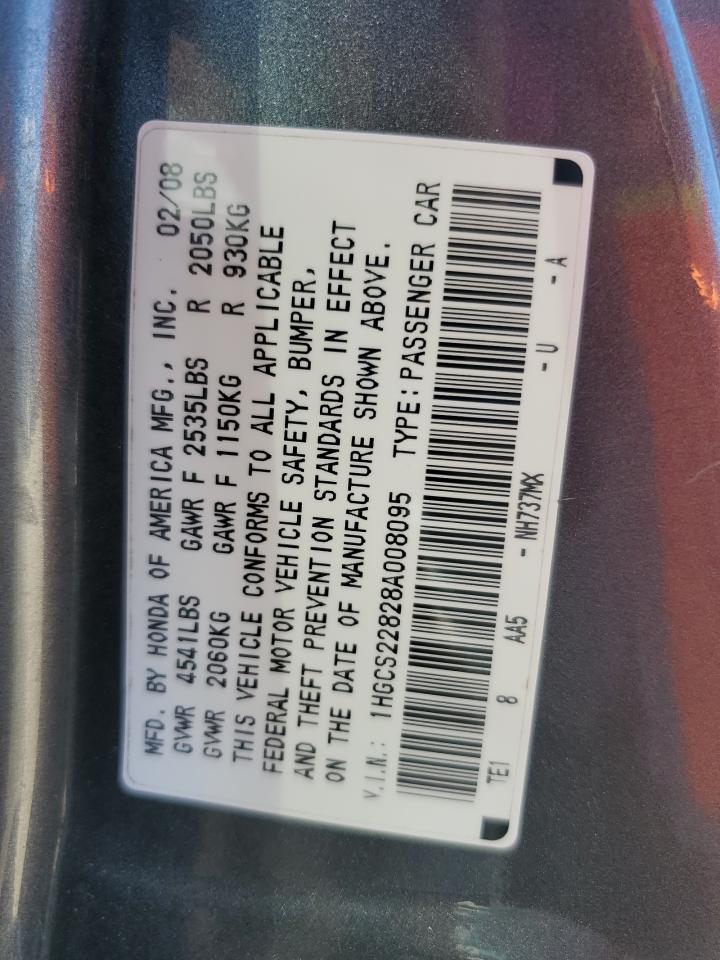 MFD. BY HONDA OF AMERICA MFG., INC. 02/08
GVWR 4541LBS GAWR F 2535LBS R 2050LBS
GVWR 2060KG GAWR F 1150KG R 930KG
THIS VEHICLE CONFORMS TO ALL APPLICABLE
FEDERAL MOTOR VEHICLE SAFETY, BUMPER,
AND THEFT PREVENTION STANDARDS IN EFFECT
ON THE DATE OF MANUFACTURE SHOWN ABOVE.
V.I.N.: 1HGCS22828A008095 TYPE: PASSENGER CAR
TE1 8 AA5 - NH737MX - U - A